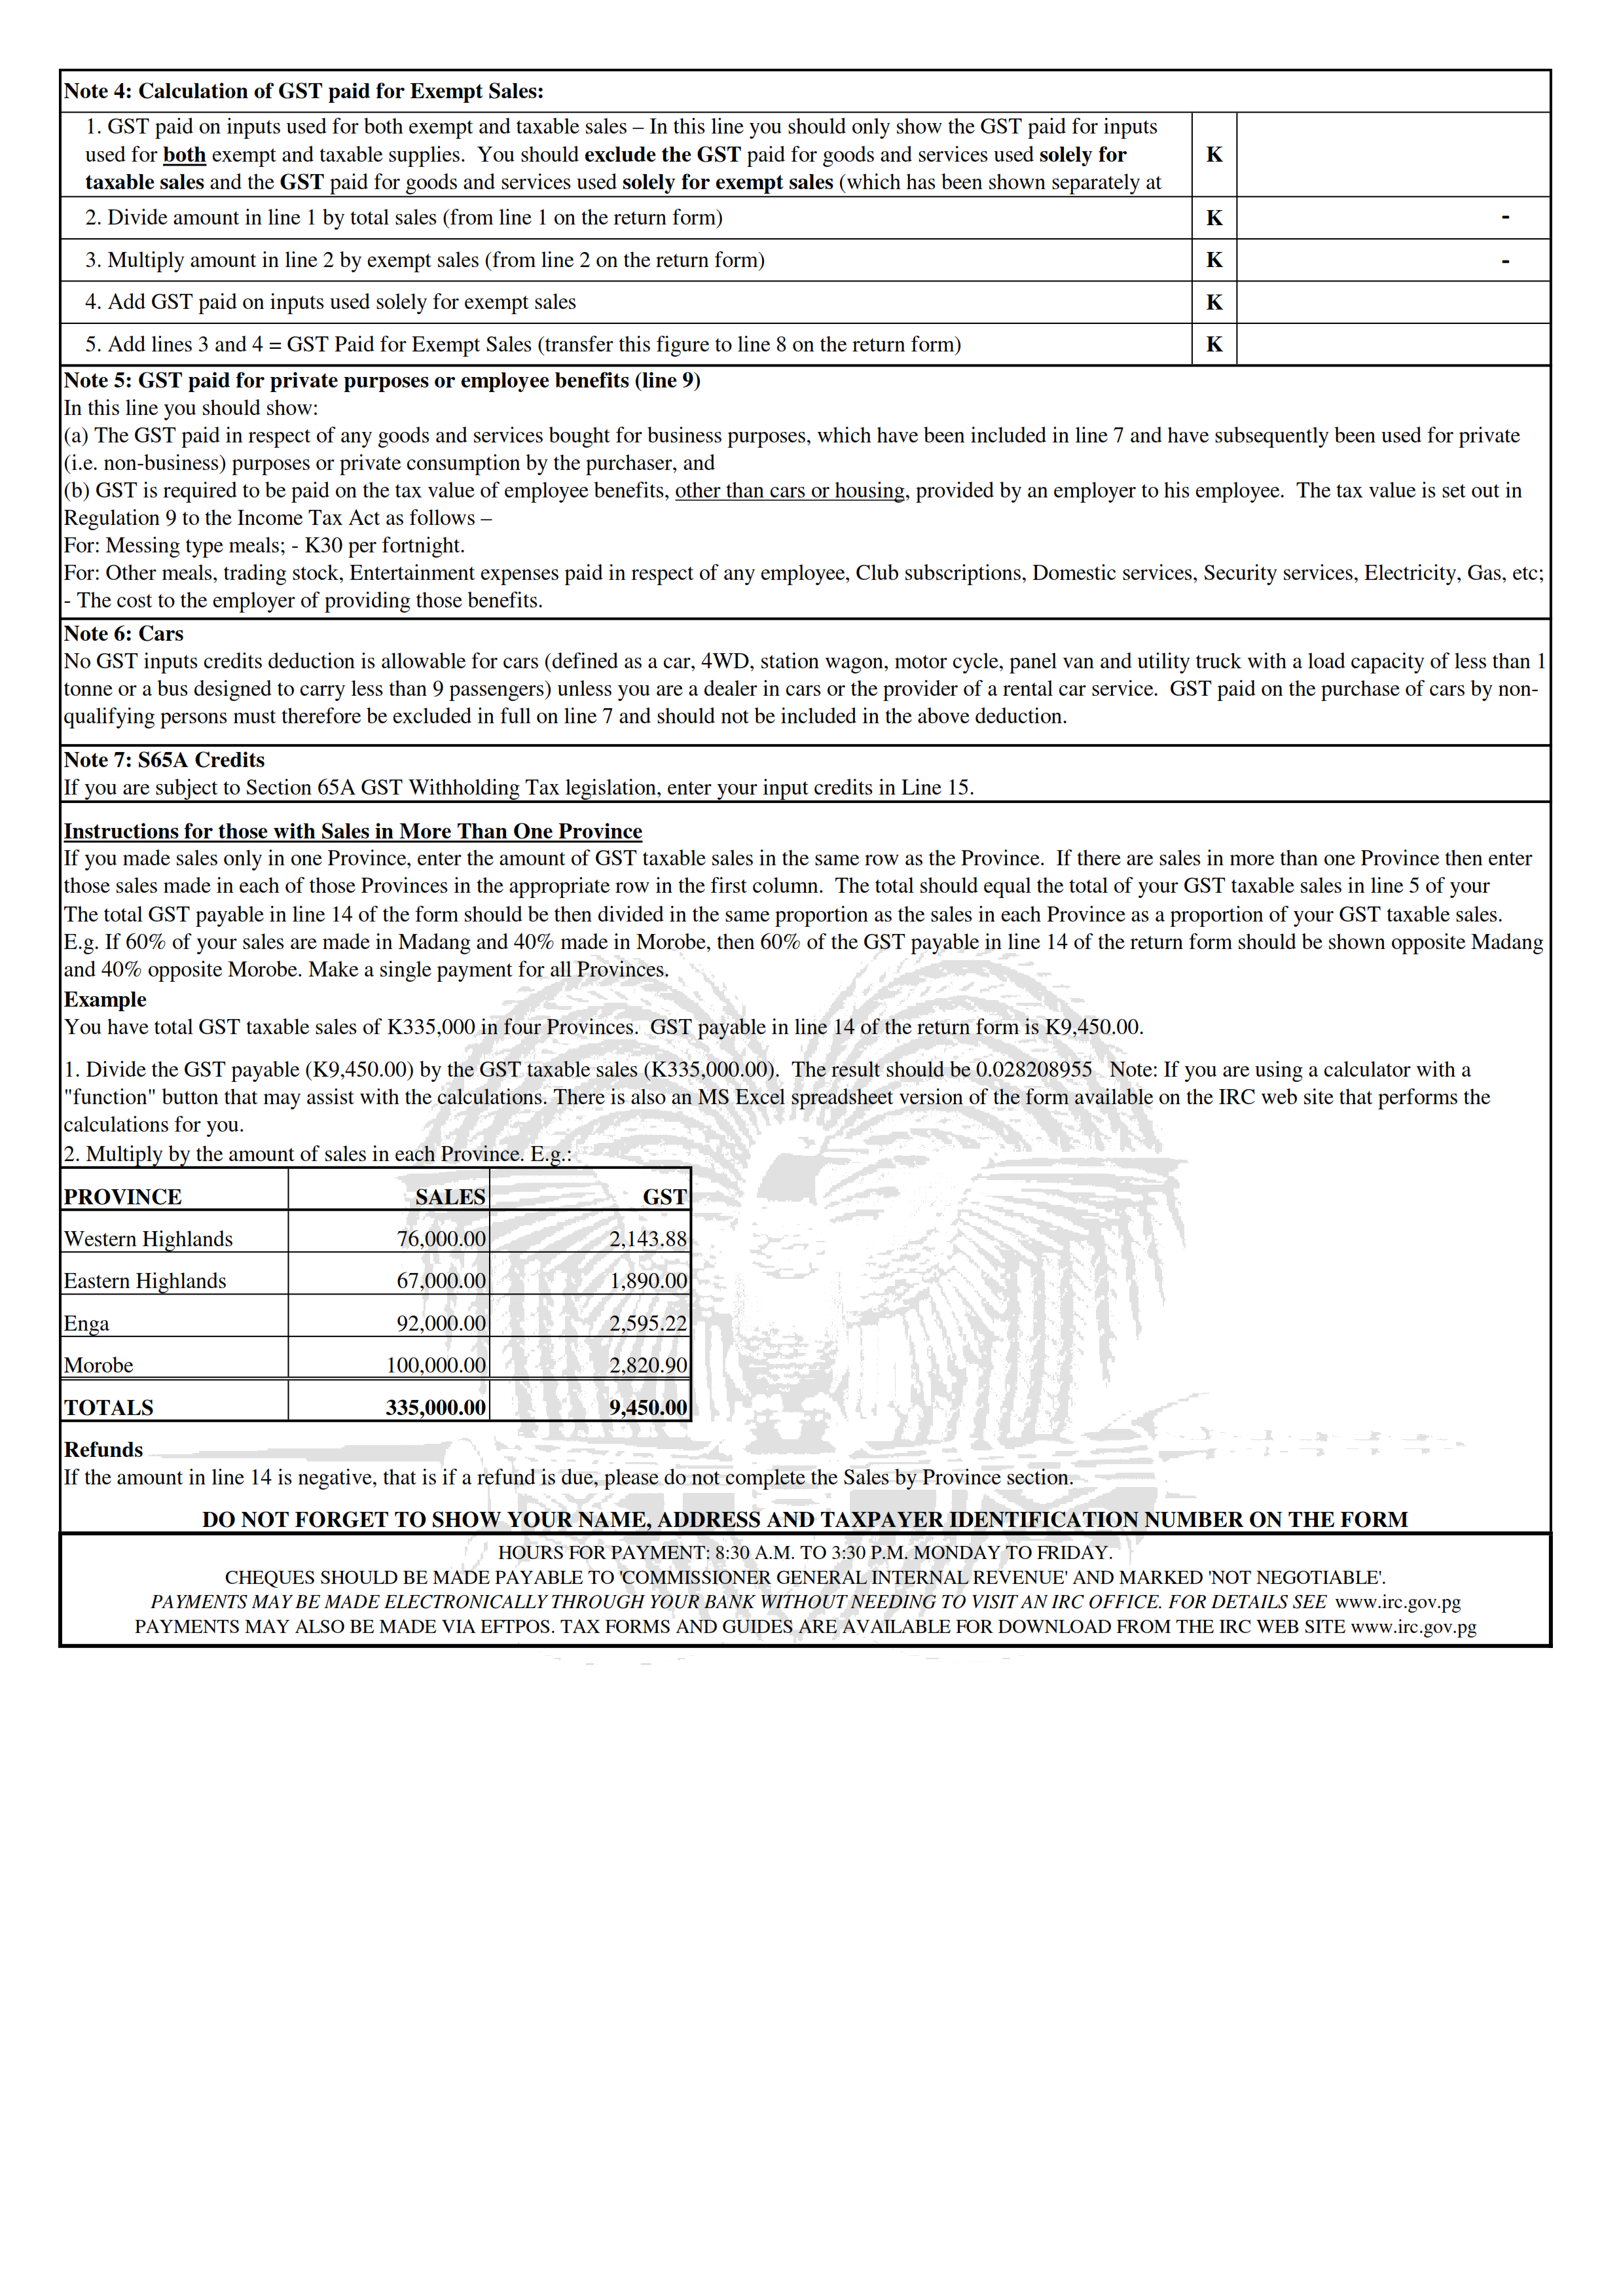 Note 4: Calculation of GST paid for Exempt Sales:
1. GST paid on inputs used for both exempt and taxable sales – In this line you should only show the GST paid for inputs
used for both exempt and taxable supplies.  You should exclude the GST paid for goods and services used solely for
taxable sales and the GST paid for goods and services used solely for exempt sales (which has been shown separately at
K
2. Divide amount in line 1 by total sales (from line 1 on the return form) K -
3. Multiply amount in line 2 by exempt sales (from line 2 on the return form) K -
4. Add GST paid on inputs used solely for exempt sales K
5. Add lines 3 and 4 = GST Paid for Exempt Sales (transfer this figure to line 8 on the return form) K
Note 5: GST paid for private purposes or employee benefits (line 9)
In this line you should show:
(a) The GST paid in respect of any goods and services bought for business purposes, which have been included in line 7 and have subsequently been used for private
(i.e. non-business) purposes or private consumption by the purchaser, and
(b) GST is required to be paid on the tax value of employee benefits, other than cars or housing, provided by an employer to his employee.  The tax value is set out in
Regulation 9 to the Income Tax Act as follows –
For: Messing type meals; - K30 per fortnight.
For: Other meals, trading stock, Entertainment expenses paid in respect of any employee, Club subscriptions, Domestic services, Security services, Electricity, Gas, etc;
- The cost to the employer of providing those benefits.
Note 6: Cars
No GST inputs credits deduction is allowable for cars (defined as a car, 4WD, station wagon, motor cycle, panel van and utility truck with a load capacity of less than 1
tonne or a bus designed to carry less than 9 passengers) unless you are a dealer in cars or the provider of a rental car service.  GST paid on the purchase of cars by non-
qualifying persons must therefore be excluded in full on line 7 and should not be included in the above deduction.
Note 7: S65A Credits
If you are subject to Section 65A GST Withholding Tax legislation, enter your input credits in Line 15.
Instructions for those with Sales in More Than One Province
If you made sales only in one Province, enter the amount of GST taxable sales in the same row as the Province.  If there are sales in more than one Province then enter
those sales made in each of those Provinces in the appropriate row in the first column.  The total should equal the total of your GST taxable sales in line 5 of your
The total GST payable in line 14 of the form should be then divided in the same proportion as the sales in each Province as a proportion of your GST taxable sales.
E.g. If 60% of your sales are made in Madang and 40% made in Morobe, then 60% of the GST payable in line 14 of the return form should be shown opposite Madang
and 40% opposite Morobe. Make a single payment for all Provinces.
Example
You have total GST taxable sales of K335,000 in four Provinces.  GST payable in line 14 of the return form is K9,450.00.
1. Divide the GST payable (K9,450.00) by the GST taxable sales (K335,000.00).  The result should be 0.028208955   Note: If you are using a calculator with a
"function" button that may assist with the calculations. There is also an MS Excel spreadsheet version of the form available on the IRC web site that performs the
calculations for you.
2. Multiply by the amount of sales in each Province. E.g.:
PROVINCE SALES GST
Western Highlands 76,000.00 2,143.88
Eastern Highlands 67,000.00 1,890.00
Enga 92,000.00 2,595.22
Morobe 100,000.00 2,820.90
TOTALS 335,000.00 9,450.00
Refunds
If the amount in line 14 is negative, that is if a refund is due, please do not complete the Sales by Province section.
DO NOT FORGET TO SHOW YOUR NAME, ADDRESS AND TAXPAYER IDENTIFICATION NUMBER ON THE FORM
HOURS FOR PAYMENT: 8:30 A.M. TO 3:30 P.M. MONDAY TO FRIDAY.
CHEQUES SHOULD BE MADE PAYABLE TO 'COMMISSIONER GENERAL INTERNAL REVENUE' AND MARKED 'NOT NEGOTIABLE'.
PAYMENTS MAY BE MADE ELECTRONICALLY THROUGH YOUR BANK WITHOUT NEEDING TO VISIT AN IRC OFFICE. FOR DETAILS SEE  www.irc.gov.pg
PAYMENTS MAY ALSO BE MADE VIA EFTPOS. TAX FORMS AND GUIDES ARE AVAILABLE FOR DOWNLOAD FROM THE IRC WEB SITE www.irc.gov.pg